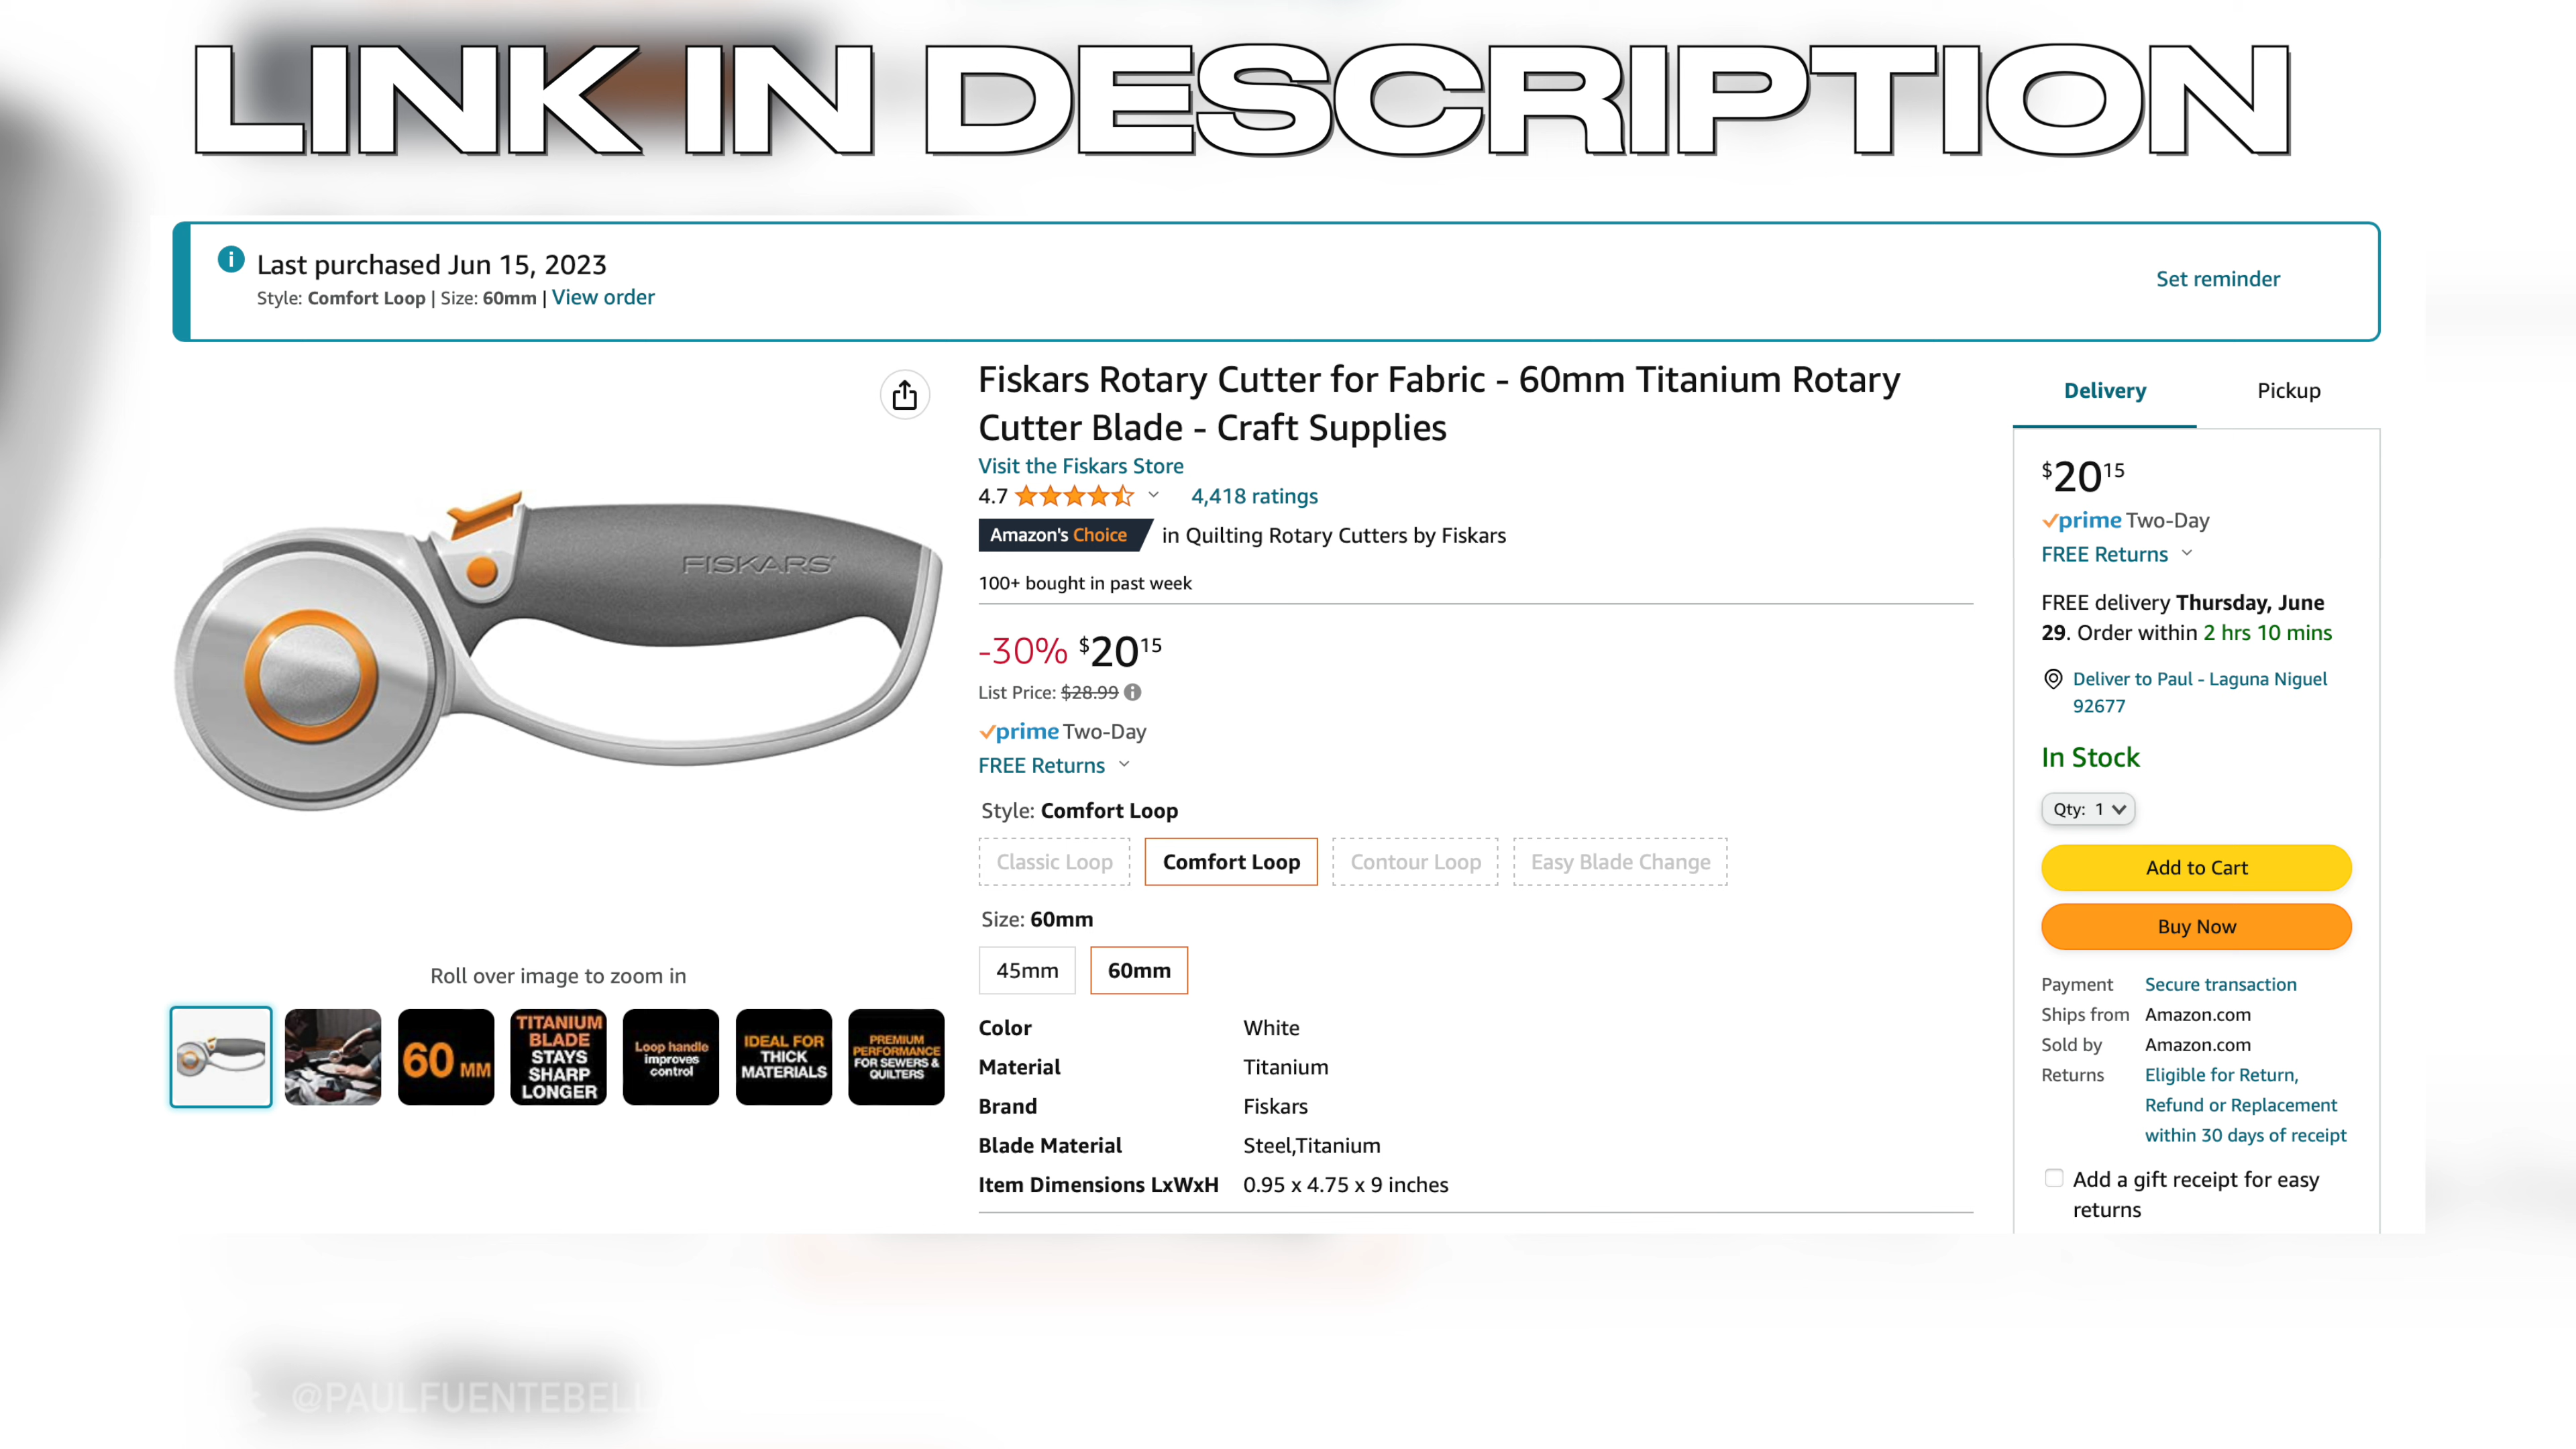 LINK IN DESCRIPTION
Last purchased Jun 15, 2023
Style: Comfort Loop | Size: 60mm | View order
Set reminder
FISKARS
Roll over image to zoom in
60 MM
TITANIUM
BLADE
STAYS
SHARP
LONGER
Loop handle
improves
control
IDEAL FOR
THICK
MATERIALS
PREMIUM
PERFORMANCE
FOR SEWERS &
QUILTERS
Fiskars Rotary Cutter for Fabric - 60mm Titanium Rotary
Cutter Blade - Craft Supplies
Visit the Fiskars Store
4.7 4,418 ratings
Amazon's Choice in Quilting Rotary Cutters by Fiskars
100+ bought in past week
-30% $20 15
List Price: $28.99
prime Two-Day
FREE Returns
Style: Comfort Loop
Classic Loop Comfort Loop Contour Loop Easy Blade Change
Size: 60mm
45mm 60mm
Color White
Material Titanium
Brand Fiskars
Blade Material Steel,Titanium
Item Dimensions LxWxH 0.95 x 4.75 x 9 inches
Delivery Pickup
$20 15
prime Two-Day
FREE Returns
FREE delivery Thursday, June
29. Order within 2 hrs 10 mins
Deliver to Paul - Laguna Niguel
92677
In Stock
Qty: 1
Add to Cart
Buy Now
Payment Secure transaction
Ships from Amazon.com
Sold by Amazon.com
Returns Eligible for Return,
Refund or Replacement
within 30 days of receipt
Add a gift receipt for easy
returns
@PAULFUENTEBELL